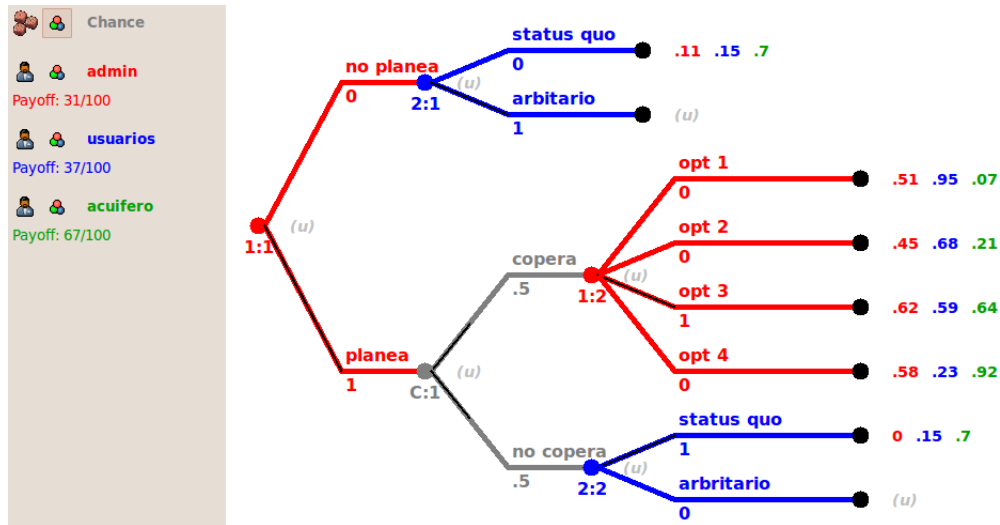 Chance
admin
Payoff: 31/100
usuarios
Payoff: 37/100
acuifero
Payoff: 67/100
status quo
0
.11 .15 .7
no planea
0
2:1
(u)
arbitario
1
(u)
opt 1
0
.51 .95 .07
1:1
(u)
opt 2
0
.45 .68 .21
copera
.5
1:2
(u)
opt 3
1
.62 .59 .64
planea
1
C:1
(u)
opt 4
0
.58 .23 .92
status quo
1
0 .15 .7
no copera
.5
2:2
(u)
arbritario
0
(u)